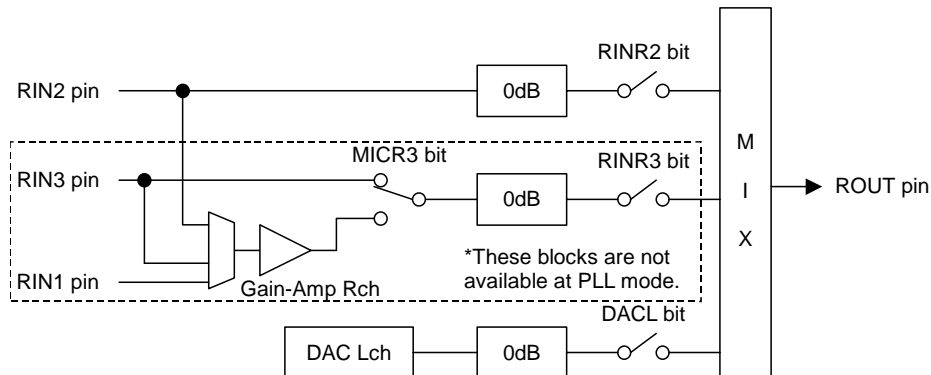 RINR2 bit
RIN2 pin
0dB
MICR3 bit
RINR3 bit
RIN3 pin
0dB
M
I
X
ROUT pin
*These blocks are not
available at PLL mode.
RIN1 pin
Gain-Amp Rch
DACL bit
DAC Lch
0dB